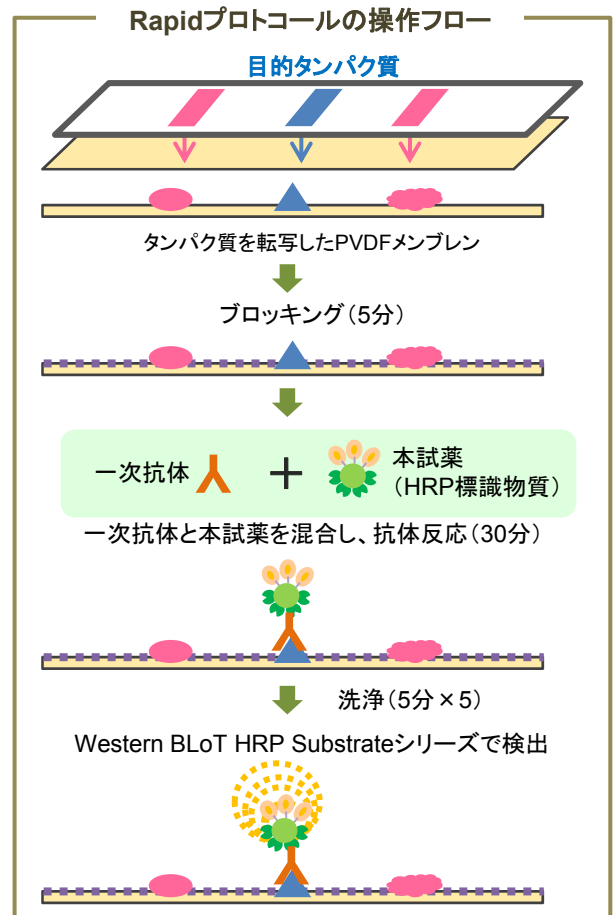 Rapidプロトコールの操作フロー
目的タンパク質
タンパク質を転写したPVDFメンブレン
ブロッキング（5分）
一次抗体
＋
本試薬
（HRP標識物質）
一次抗体と本試薬を混合し、抗体反応（30分）
洗浄（5分×5）
Western BLoT HRP Substrateシリーズで検出